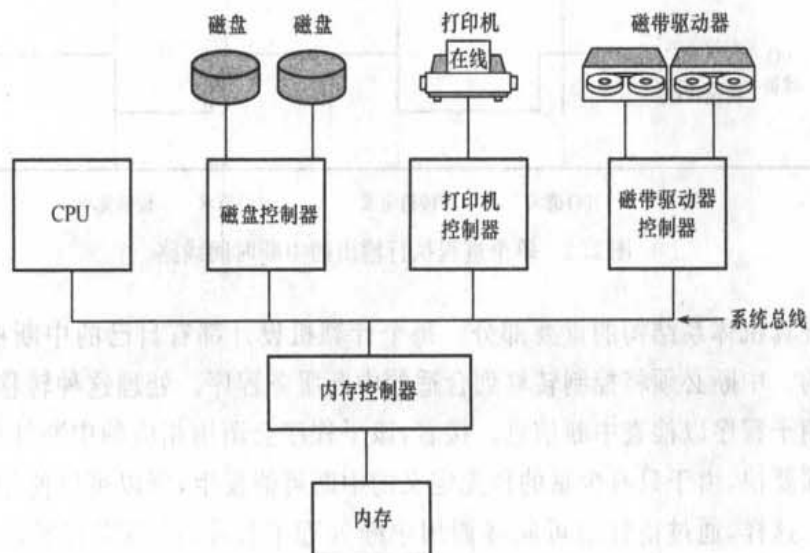 磁盘 磁盘 打印机 磁带驱动器
在线
CPU
磁盘控制器
打印机
控制器
磁带驱动器
控制器
系统总线
内存控制器
内存